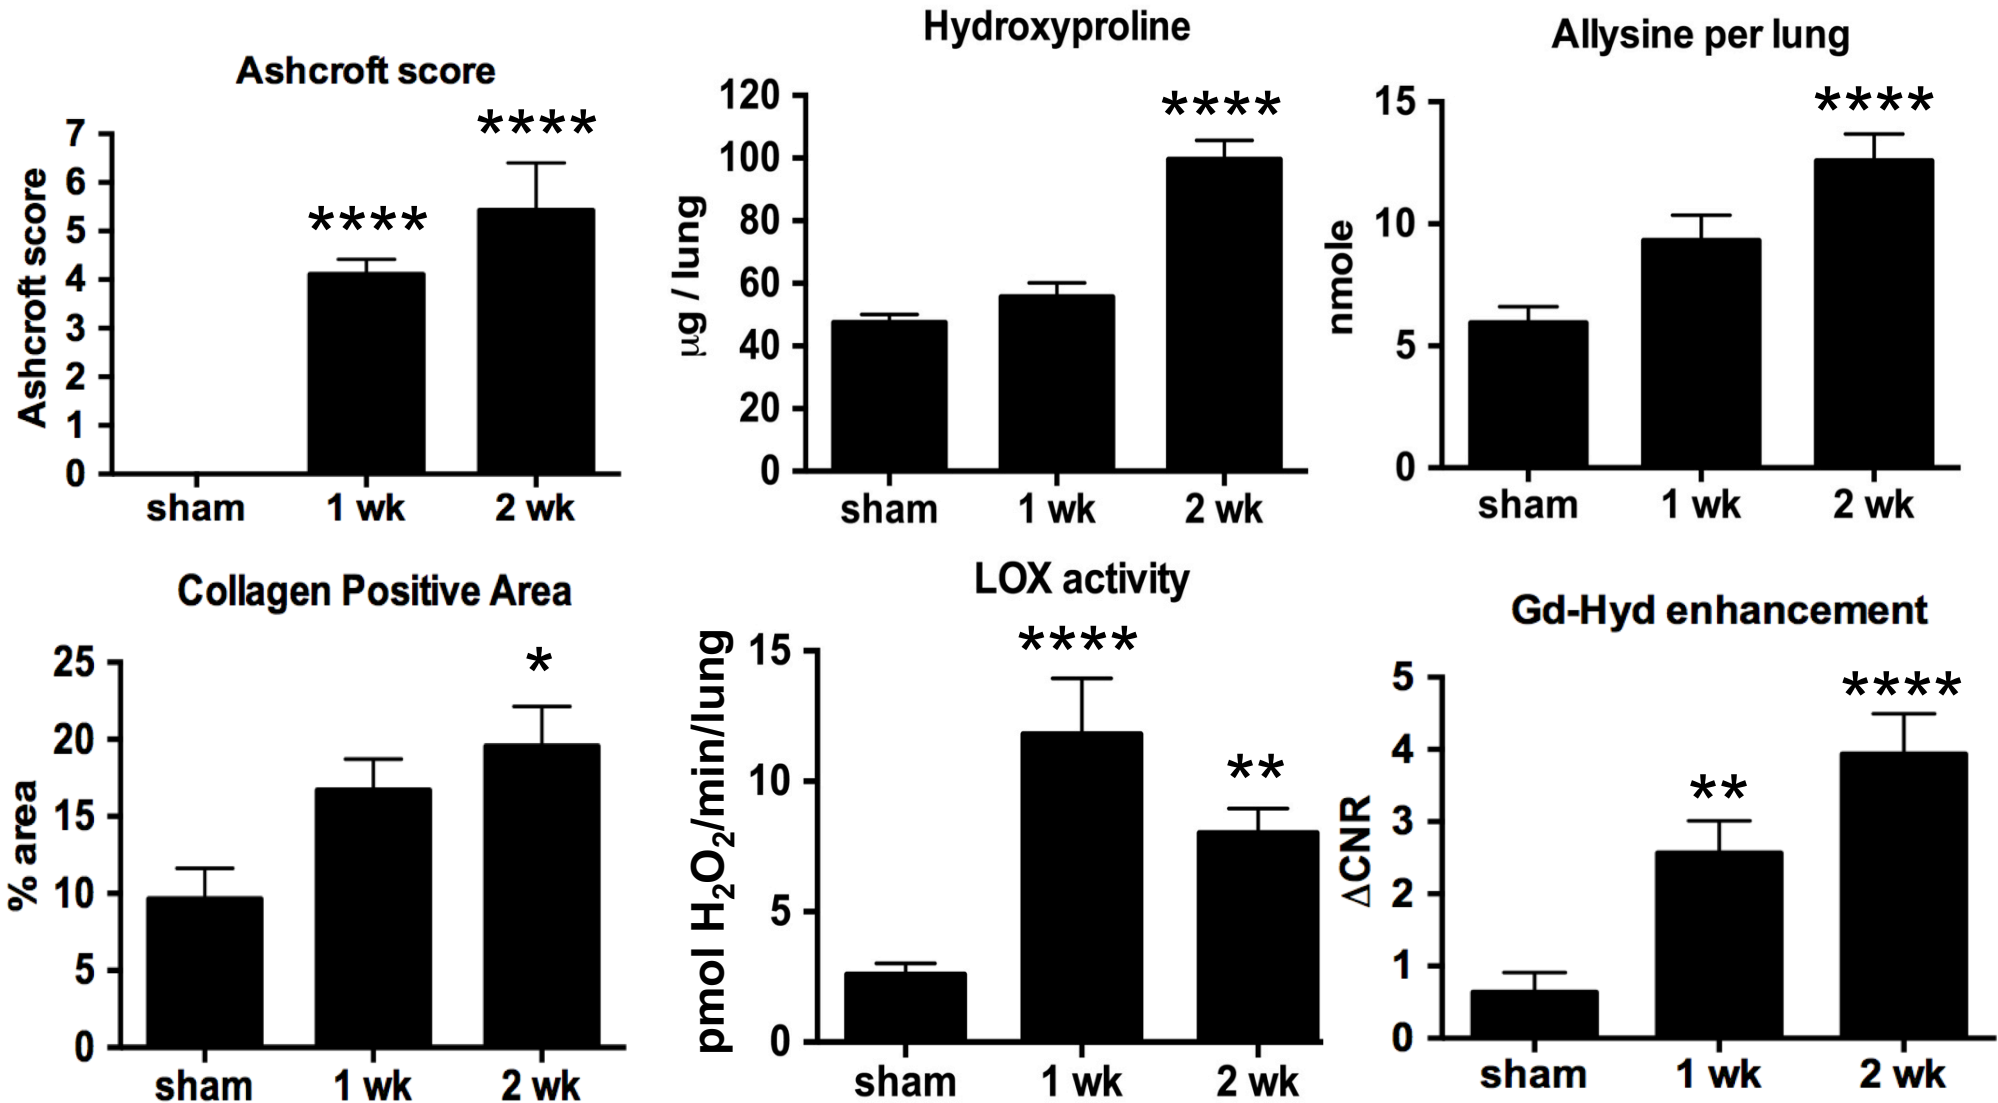 Ashcroft score
Ashcroft score
7
6
5
4
3
2
1
0
****
****
sham 1 wk 2 wk
Hydroxyproline
µg / lung
120
100
80
60
40
20
0
****
sham 1 wk 2 wk
Allysine per lung
nmole
15
10
5
0
****
sham 1 wk 2 wk
Collagen Positive Area
% area
25
20
15
10
5
0
*
sham 1 wk 2 wk
LOX activity
pmol H₂O₂/min/lung
15
10
5
0
****
**
sham 1 wk 2 wk
Gd-Hyd enhancement
ΔCNR
5
4
3
2
1
0
**
****
sham 1 wk 2 wk